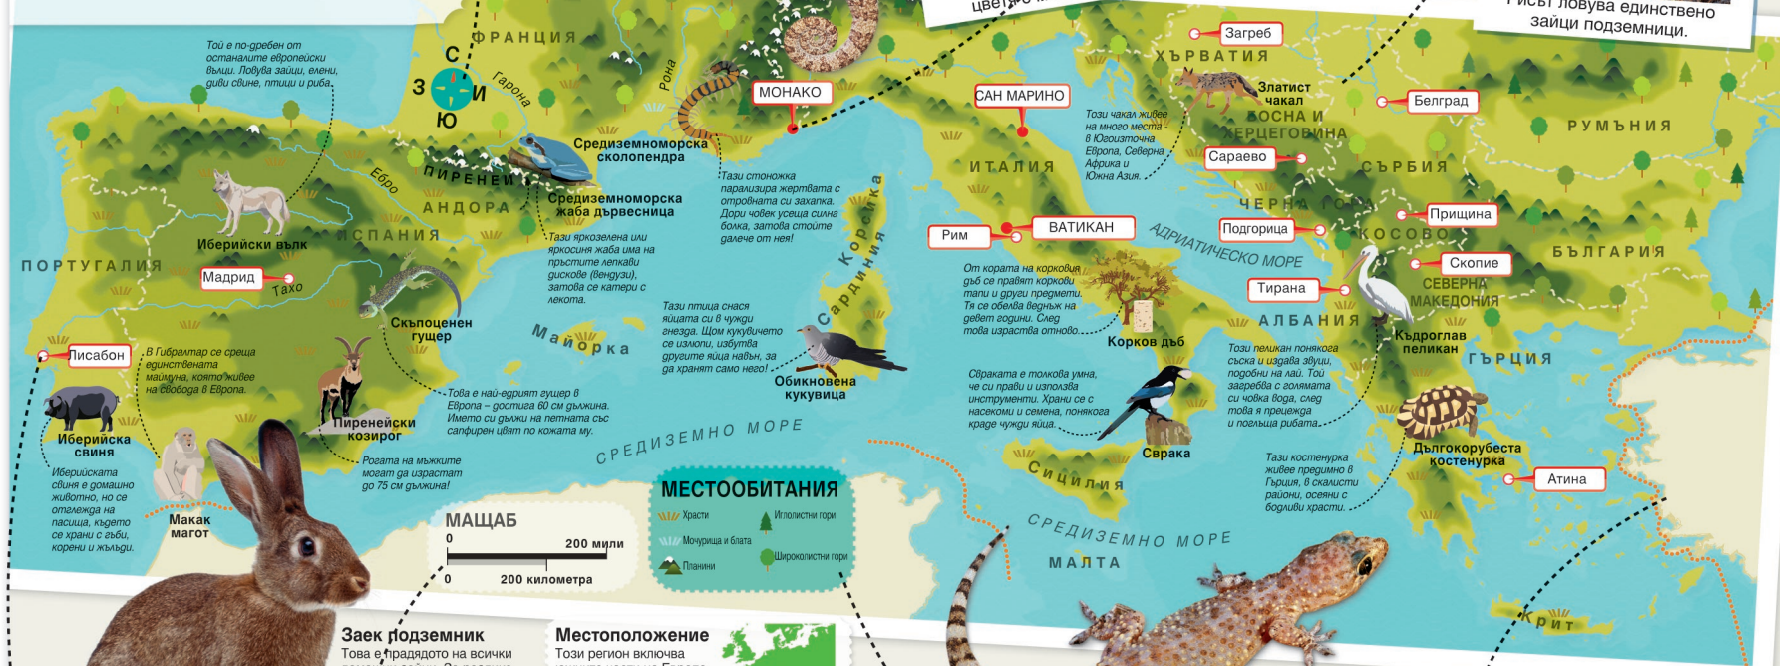 цветя
Рисът ловува единствено
зайци подземници.
Той е по-дребен от
останалите европейски
вълци. Ловува зайци, елени,
диви свине, птици и риба.
С
З
И
Ю
ФРАНЦИЯ
Гарона
Рона
МОНАКО
САН МАРИНО
Загреб
ХЪРВАТИЯ
Златист
чакал
БОСНА И
ХЕРЦЕГОВИНА
Белград
РУМЪНИЯ
Този чакал живее
на много места -
в Югоизточна
Европа, Северна
Африка и
Южна Азия.
Сараево
СЪРБИЯ
ИТАЛИЯ
Средиземноморска
сколопендра
Тази стоножка
парализира жертвата с
отровната си захапка.
Дори човек усеща силна
болка, затова стойте
далече от нея!
ПИРЕНЕИ
Ебро
АНДОРА
Средиземноморска
жаба дървесница
Тази яркозелена или
яркосиня жаба има на
пръстите лепкави
дискове (вендузи),
затова се катери с
лекота.
Иберийски вълк
ИСПАНИЯ
ПОРТУГАЛИЯ
Мадрид
Тахо
Корсика
Сардиния
Рим
ВАТИКАН
АДРИАТИЧЕСКО МОРЕ
ЧЕРНА ГОРА
Подгорица
Прищина
КОСОВО
Скопие
СЕВЕРНА
МАКЕДОНИЯ
БЪЛГАРИЯ
Тирана
АЛБАНИЯ
Къдроглав
пеликан
ГЪРЦИЯ
От кората на корковия
дъб се правят коркови
тапи и други предмети.
Тя се обелва веднъж на
девет години. След
това израства отново.
Корков дъб
Скъпоценен
гущер
Майорка
Тази птица снася
яйцата си в чужди
гнезда. Щом кукувичето
се излюпи, избутва
другите яйца навън, за
да хранят само него!
Обикновена
кукувица
Лисабон
В Гибралтар се среща
единствената
маймуна, която живее
на свобода в Европа.
Това е най-едрият гущер в
Европа – достига 60 см дължина.
Името си дължи на петната със
сапфирен цвят по кожата му.
Пиренейски
козирог
Рогата на мъжките
могат да израстат
до 75 см дължина!
Иберийска
свиня
Иберийската
свиня е домашно
животно, но се
отглежда на
пасища, където
се храни с гъби,
корени и жълъди.
Макак
магот
СРЕДИЗЕМНО МОРЕ
Свраката е толкова умна,
че си прави и използва
инструменти. Храни се с
насекоми и семена, понякога
краде чужди яйца.
Сврака
Сицилия
СРЕДИЗЕМНО МОРЕ
МАЛТА
Този пеликан понякога
съска и издава звуци,
подобни на лай. Той
загребва с голямата
си човка вода, след
това я прецежда
и поглъща рибата.
Дългокорубеста
костенурка
Тази костенурка
живее предимно в
Гърция, в скалисти
райони, осеяни с
бодливи храсти.
Атина
Крит
МАЩАБ
0
200 мили
0
200 километра
МЕСТООБИТАНИЯ
Храсти
Иглолистни гори
Мочурища и блата
Широколистни гори
Планини
Заек подземник
Това е прадядото на всички
Местоположение
Този регион включва